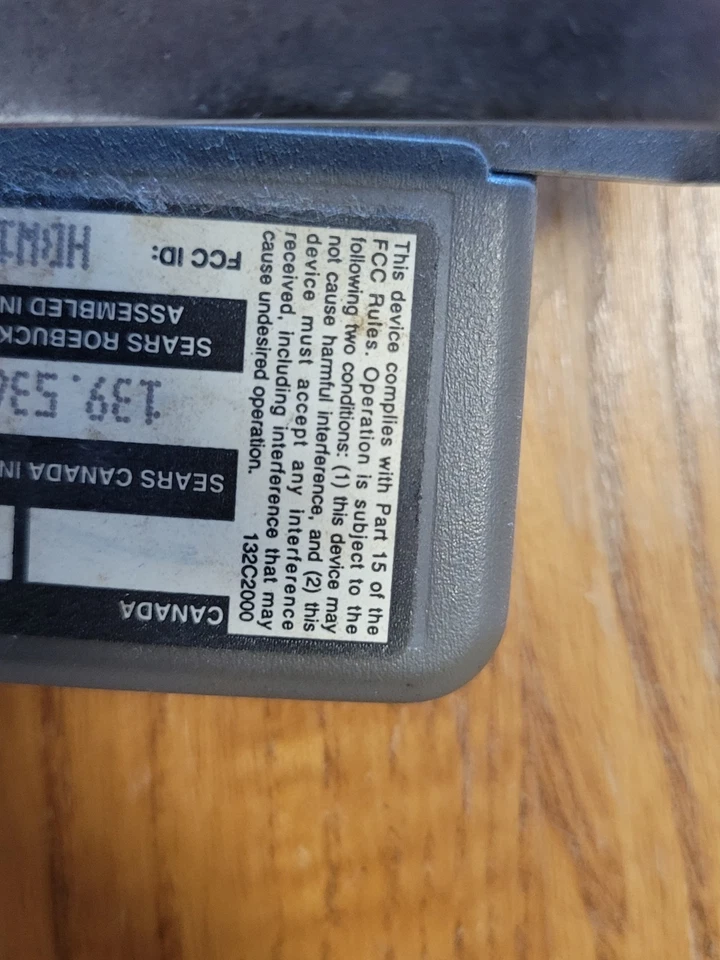 This device complies with Part 15 of the
FCC Rules. Operation is subject to the
following two conditions: (1) this device may
not cause harmful interference, and (2) this
device must accept any interference
received, including interference that may
cause undesired operation.
132C2000
CANADA
SEARS CANADA IN
139.53
SEARS ROEBUCK
ASSEMBLED IN
FCC ID: